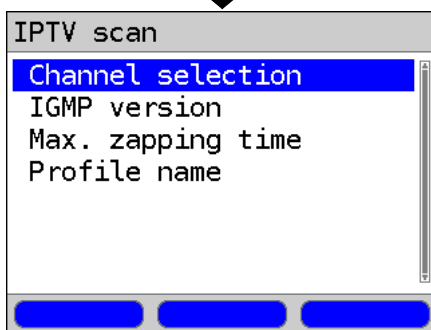 IPTV scan
Channel selection
IGMP version
Max. zapping time
Profile name